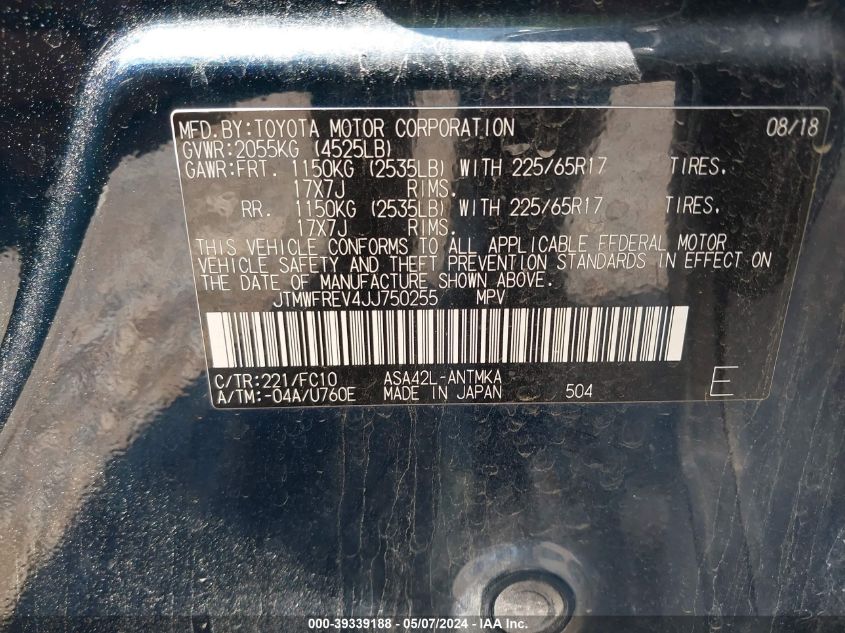 MFD.BY:TOYOTA MOTOR CORPORATION 08/18
GVWR:2055KG (4525LB)
GAWR:FRT. 1150KG (2535LB) WITH 225/65R17 TIRES,
17X7J RIMS.
RR. 1150KG (2535LB) WITH 225/65R17 TIRES,
17X7J RIMS.
THIS VEHICLE CONFORMS TO ALL APPLICABLE FEDERAL MOTOR
VEHICLE SAFETY AND THEFT PREVENTION STANDARDS IN EFFECT ON
THE DATE OF MANUFACTURE SHOWN ABOVE.
JTMWFREV4JJ750255 MPV
C/TR:221/FC10 ASA42L-ANTMKA
A/TM:-04A/U760E MADE IN JAPAN 504 E
000-39339188 - 05/07/2024 - IAA Inc.